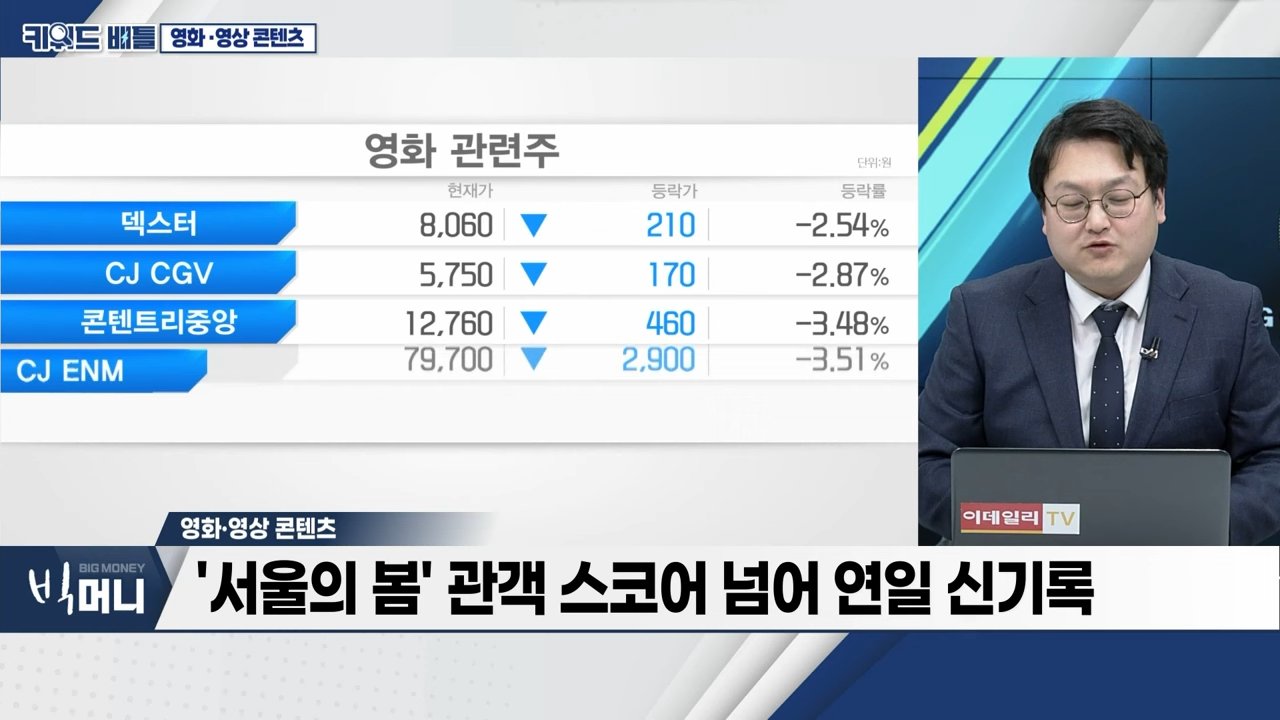 키워드 배틀 영화·영상 콘텐츠
영화 관련주
단위:원
현재가 등락가 등락률
덱스터 8,060 ▼ 210 -2.54%
CJ CGV 5,750 ▼ 170 -2.87%
콘텐트리중앙 12,760 ▼ 460 -3.48%
CJ ENM 79,700 ▼ 2,900 -3.51%
G
이데일리 TV
영화·영상 콘텐츠
BIG MONEY
빅머니
'서울의 봄' 관객 스코어 넘어 연일 신기록